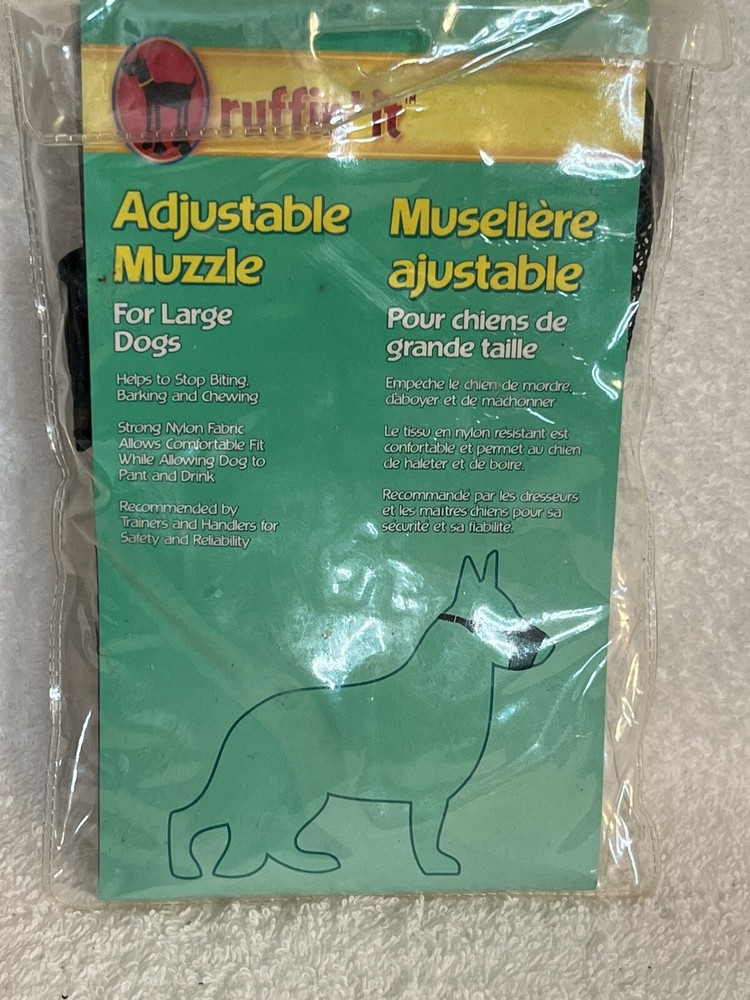 ruffin' it™
Adjustable
Muzzle
For Large
Dogs
Helps to Stop Biting,
Barking and Chewing
Strong Nylon Fabric
Allows Comfortable Fit
While Allowing Dog to
Pant and Drink
Recommended by
Trainers and Handlers for
Safety and Reliability
Muselière
ajustable
Pour chiens de
grande taille
Empêche le chien de mordre,
d'aboyer et de machonner
Le tissu en nylon résistant est
confortable et permet au chien
de haleter et de boire.
Recommandé par les dresseurs
et les maîtres chiens pour sa
sécurité et sa fiabilité.